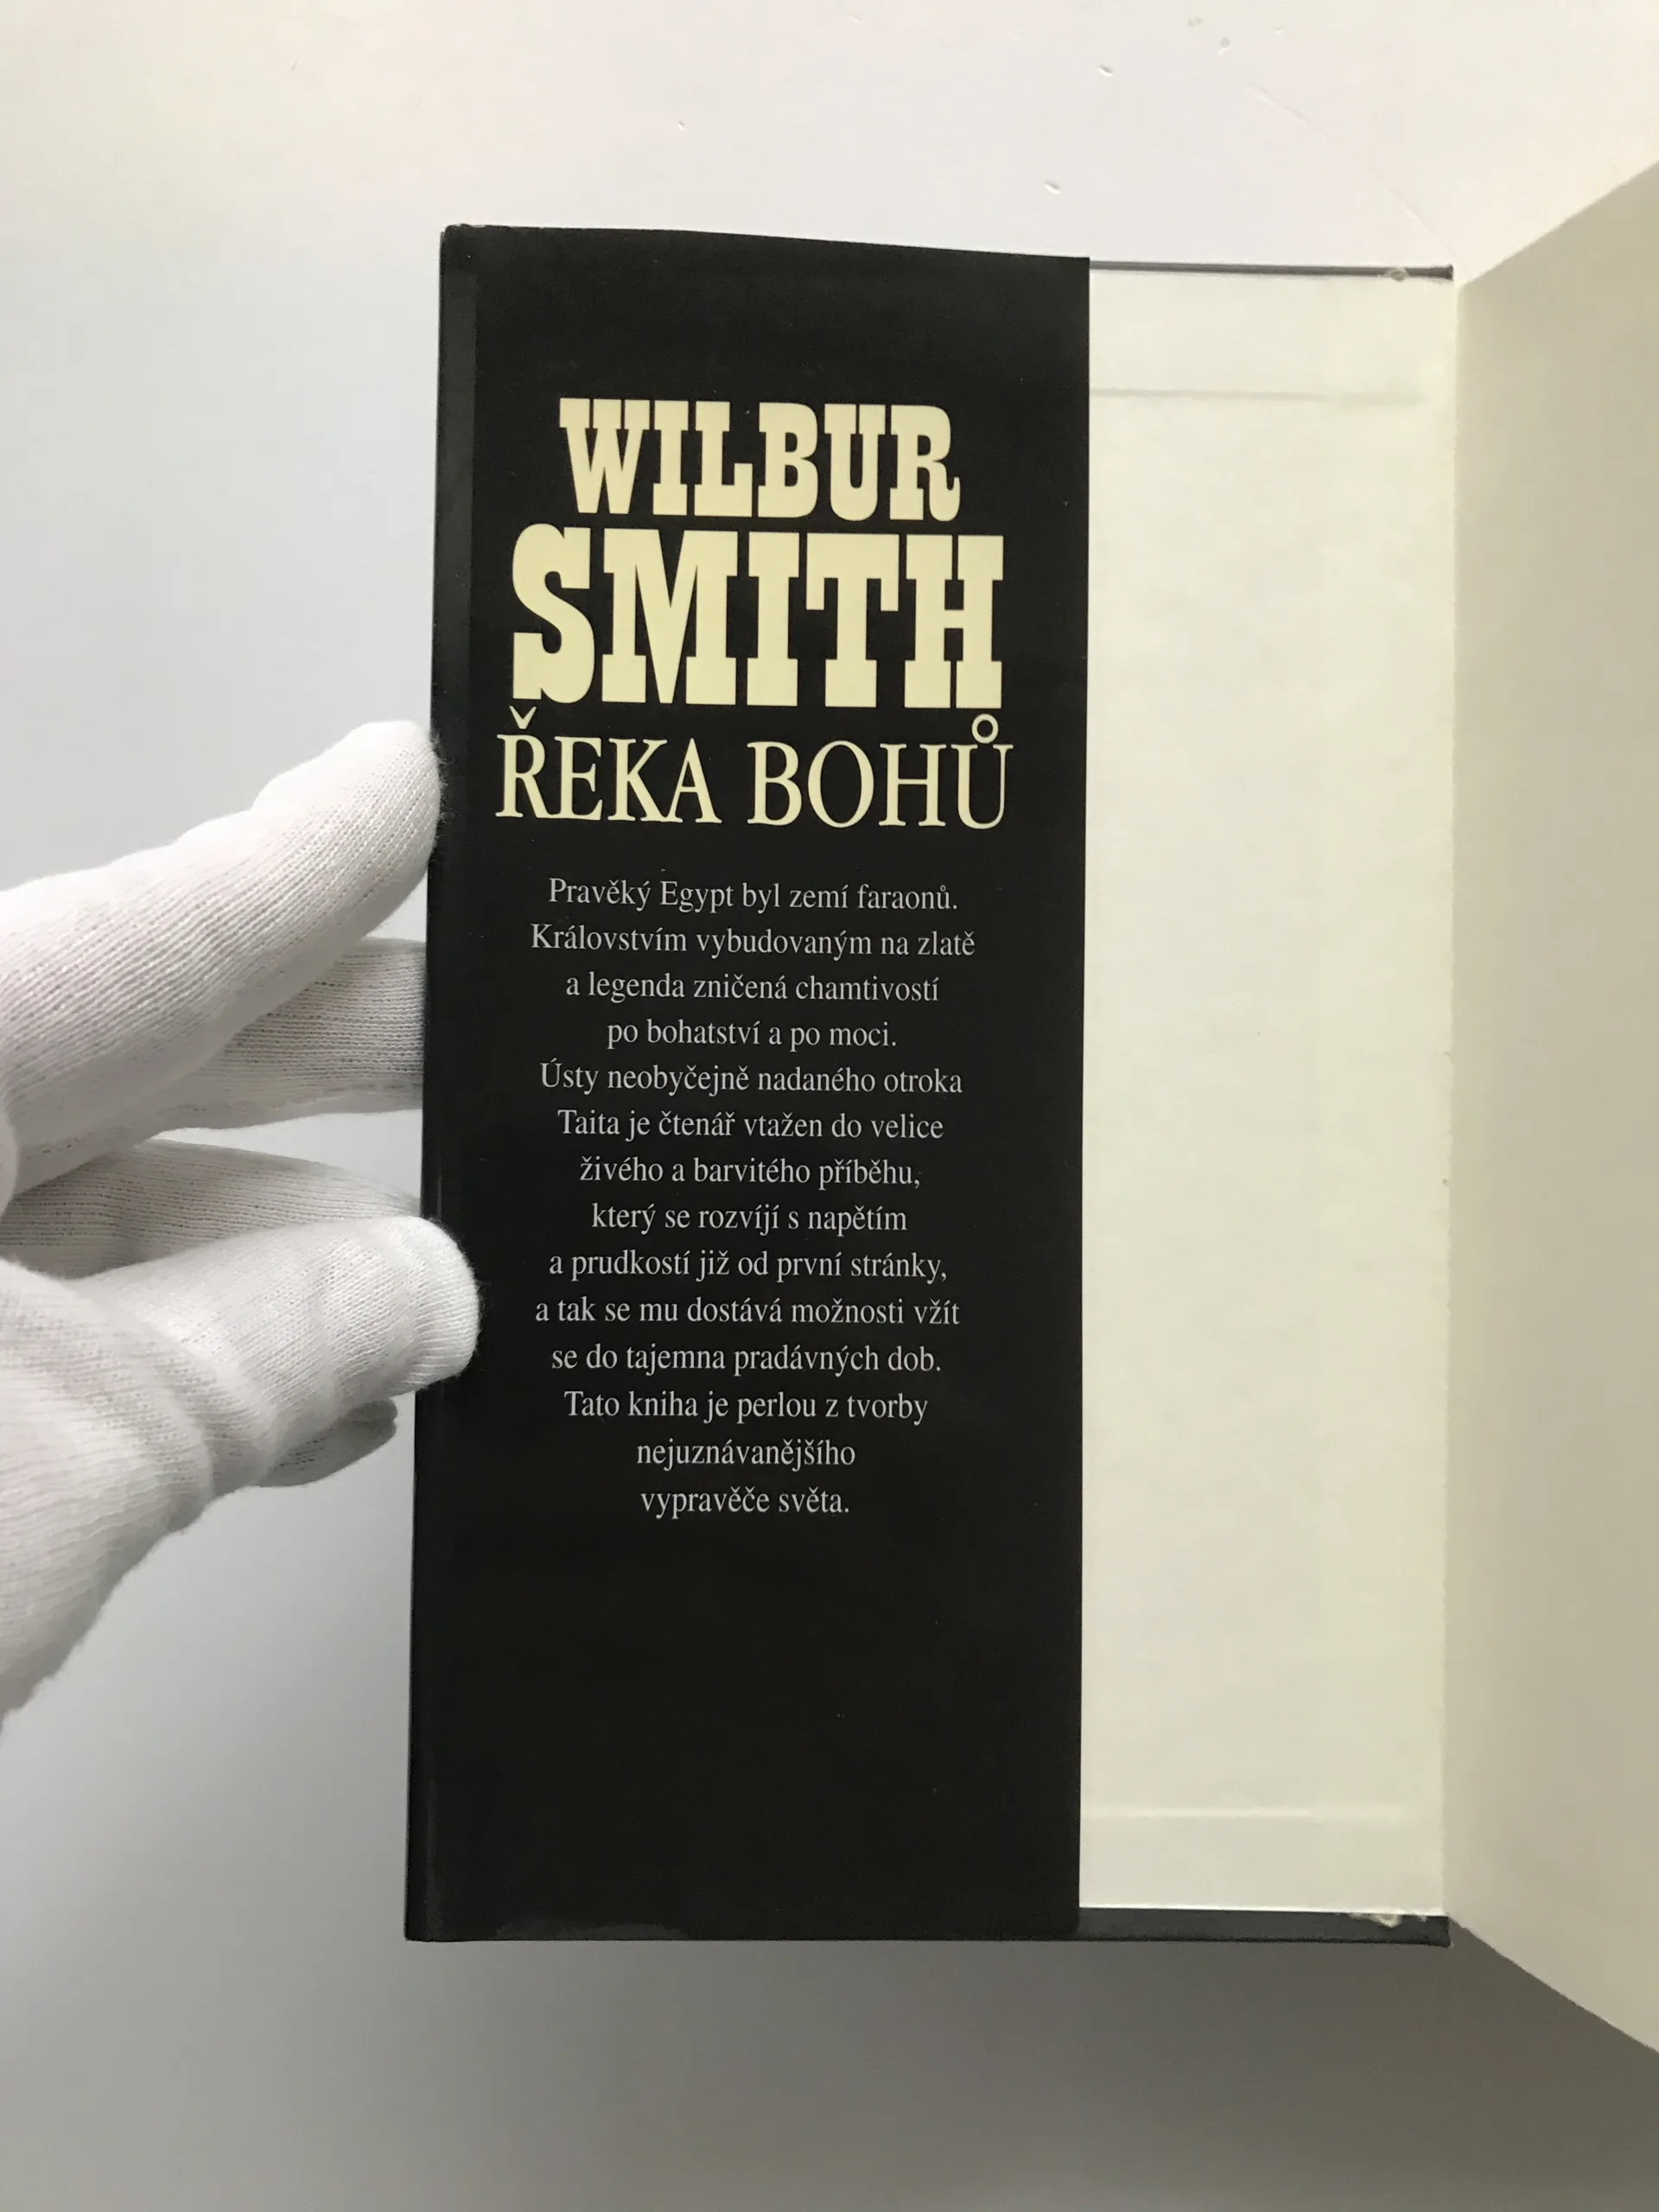 WILBUR
SMITH
ŘEKA BOHŮ
Pravěký Egypt byl zemí faraonů.
Královstvím vybudovaným na zlatě
a legenda zničená chamtivostí
po bohatství a po moci.
Ústy neobyčejně nadaného otroka
Taita je čtenář vtažen do velice
živého a barvitého příběhu,
který se rozvíjí s napětím
a prudkostí již od první stránky,
a tak se mu dostává možnosti vžít
se do tajemna pradávných dob.
Tato kniha je perlou z tvorby
nejuznávanějšího
vypravěče světa.